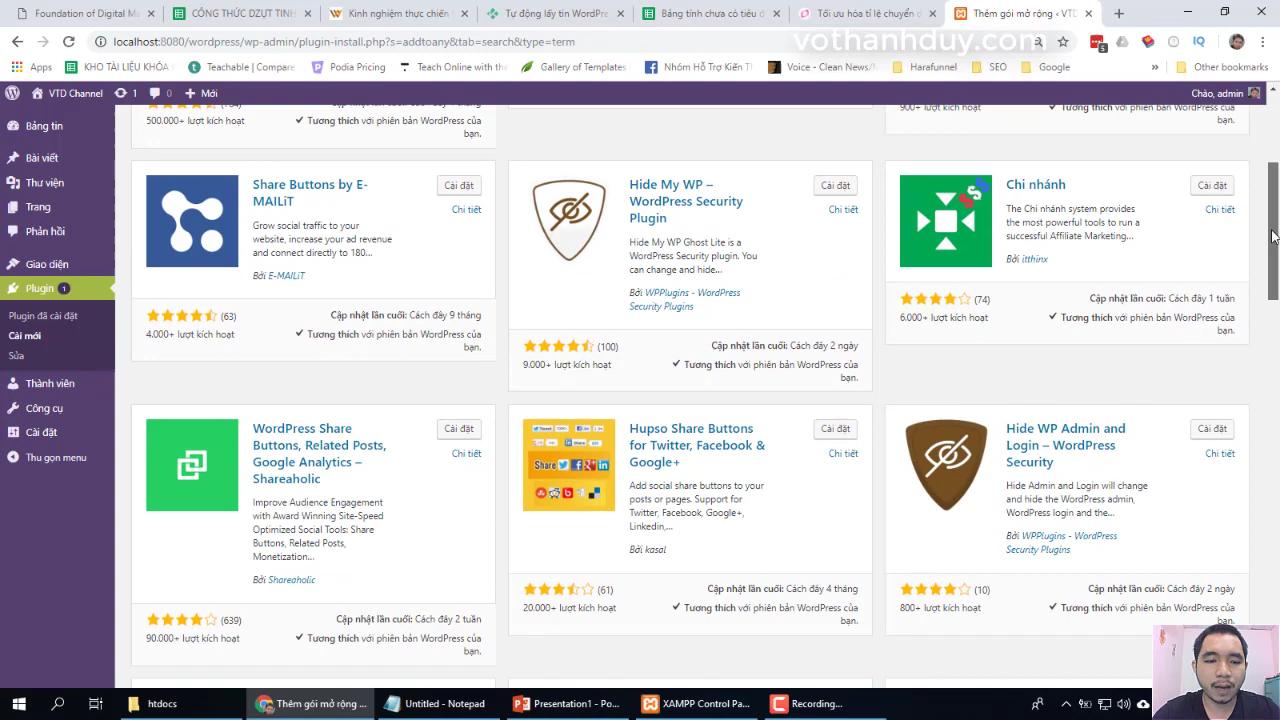 Dashboard
CÔNG THỨC DZỰT TINH
Kinh nghiệm thực chiến
Tự động lấy tin WordPre
Bảng tính chưa có tiêu đ
Tối ưu hóa tỉ lệ chuyển d
Thêm gói mở rộng ‹ VTD
localhost:8080/wordpress/wp-admin/plugin-install.php?s=addtoany&tab=search&type=term
vothanhduy.com
Apps
KHO TÀI LIỆU KHÓA
Teachable | Compare
Podia Pricing
Teach Online with the
Gallery of Templates
Nhóm Hỗ Trợ Kiến T
Voice - Clean News/
Harafunnel
SEO
Google
»
Other bookmarks
VTD Channel
1
0
Mới
Chào, admin
500.000+ lượt kích hoạt
Tương thích với phiên bản WordPress của
bạn.
900+ lượt kích hoạt
Tương thích với phiên bản WordPress của
bạn.
Bảng tin
Bài viết
Thư viện
Trang
Phản hồi
Giao diện
Plugin 1
Plugin đã cài đặt
Cài mới
Sửa
Thành viên
Công cụ
Cài đặt
Thu gọn menu
Share Buttons by E-
MAILiT
Cài đặt
Chi tiết
Grow social traffic to your
website, increase your ad revenue
and connect directly to 180...
Bởi E-MAILiT
(63)
Cập nhật lần cuối: Cách đây 9 tháng
4.000+ lượt kích hoạt
Tương thích với phiên bản WordPress của
bạn.
Hide My WP –
WordPress Security
Plugin
Cài đặt
Chi tiết
Hide My WP Ghost Lite is a
WordPress Security plugin. You
can change and hide...
Bởi WPPlugins - WordPress
Security Plugins
(100)
Cập nhật lần cuối: Cách đây 2 ngày
9.000+ lượt kích hoạt
Tương thích với phiên bản WordPress của
bạn.
Chi nhánh
Cài đặt
Chi tiết
The Chi nhánh system provides
the most powerful tools to run a
successful Affiliate Marketing...
Bởi itthinx
(74)
Cập nhật lần cuối: Cách đây 1 tuần
6.000+ lượt kích hoạt
Tương thích với phiên bản WordPress của
bạn.
WordPress Share
Buttons, Related Posts,
Google Analytics –
Shareaholic
Cài đặt
Chi tiết
Improve Audience Engagement
with Award Winning Site-Speed
Optimized Social Tools: Share
Buttons, Related Posts,
Monetization...
Bởi Shareaholic
(639)
Cập nhật lần cuối: Cách đây 2 tuần
90.000+ lượt kích hoạt
Tương thích với phiên bản WordPress của
bạn.
Share
Hupso Share Buttons
for Twitter, Facebook &
Google+
Cài đặt
Chi tiết
Add social share buttons to your
posts or pages. Support for
Twitter, Facebook, Google+,
Linkedin,...
Bởi kasal
(61)
Cập nhật lần cuối: Cách đây 4 tháng
20.000+ lượt kích hoạt
Tương thích với phiên bản WordPress của
bạn.
Hide WP Admin and
Login – WordPress
Security
Cài đặt
Chi tiết
Hide Admin and Login will change
and hide the WordPress admin,
WordPress login and the...
Bởi WPPlugins - WordPress
Security Plugins
(10)
Cập nhật lần cuối: Cách đây 2 ngày
800+ lượt kích hoạt
Tương thích với phiên bản WordPress của
bạn.
htdocs
Thêm gói mở rộng ...
Untitled - Notepad
Presentation1 - Po...
XAMPP Control Pa...
Recording...